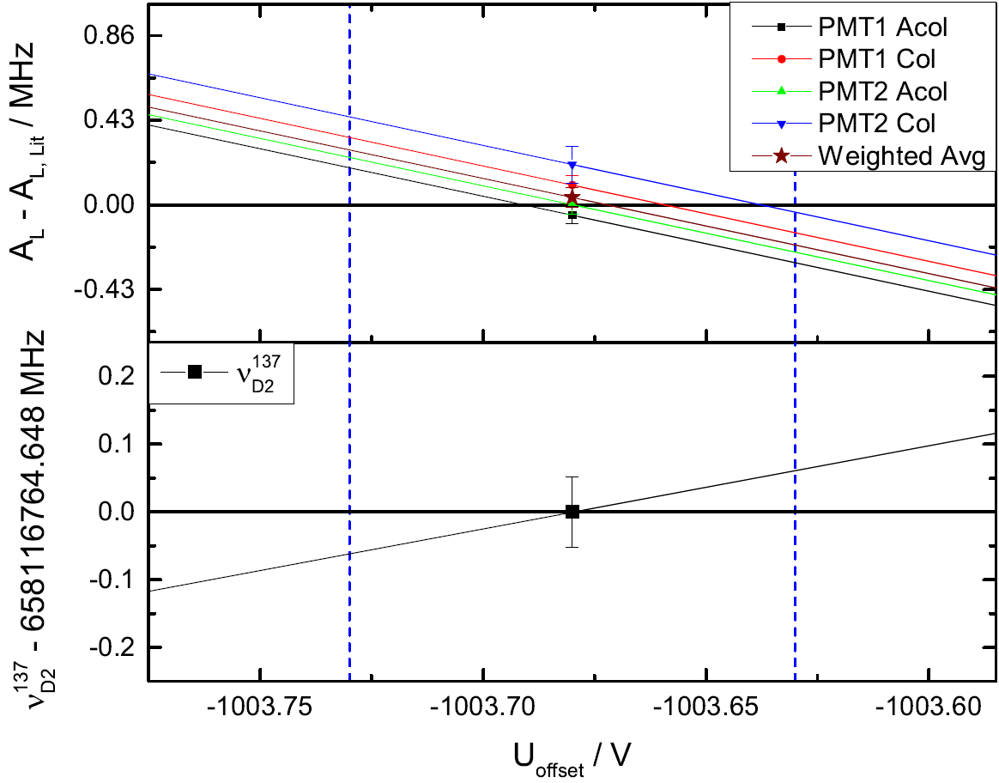 A_L - A_L, Lit / MHz
0.86
0.43
0.00
-0.43
PMT1 Acol
PMT1 Col
PMT2 Acol
PMT2 Col
Weighted Avg
ν_D2^137 - 658116764.648 MHz
0.2
0.1
0.0
-0.1
-0.2
ν_D2^137
-1003.75 -1003.70 -1003.65 -1003.60
U_offset / V